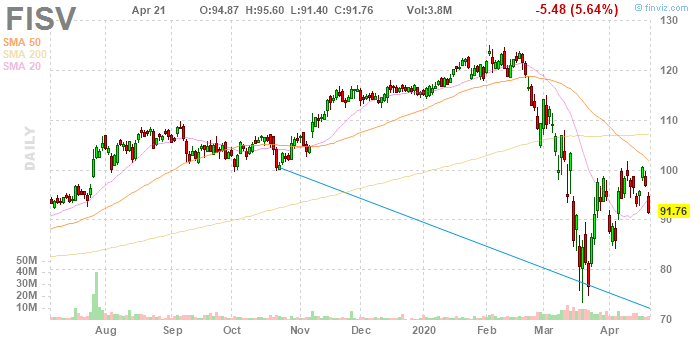 FISV Apr 21 O:94.87 H:95.60 L:91.40 C:91.76 Vol:3.8M -5.48 (5.64%) © finviz.com
SMA 50
SMA 200
SMA 20
DAILY
130
120
110
100
91.76
90
80
70
50M
40M
30M
20M
10M
Aug Sep Oct Nov Dec 2020 Feb Mar Apr